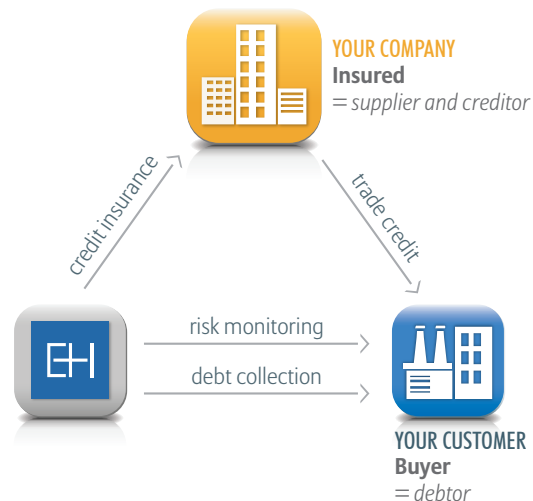 YOUR COMPANY
Insured
= supplier and creditor
credit insurance
trade credit
EH
risk monitoring
debt collection
YOUR CUSTOMER
Buyer
= debtor